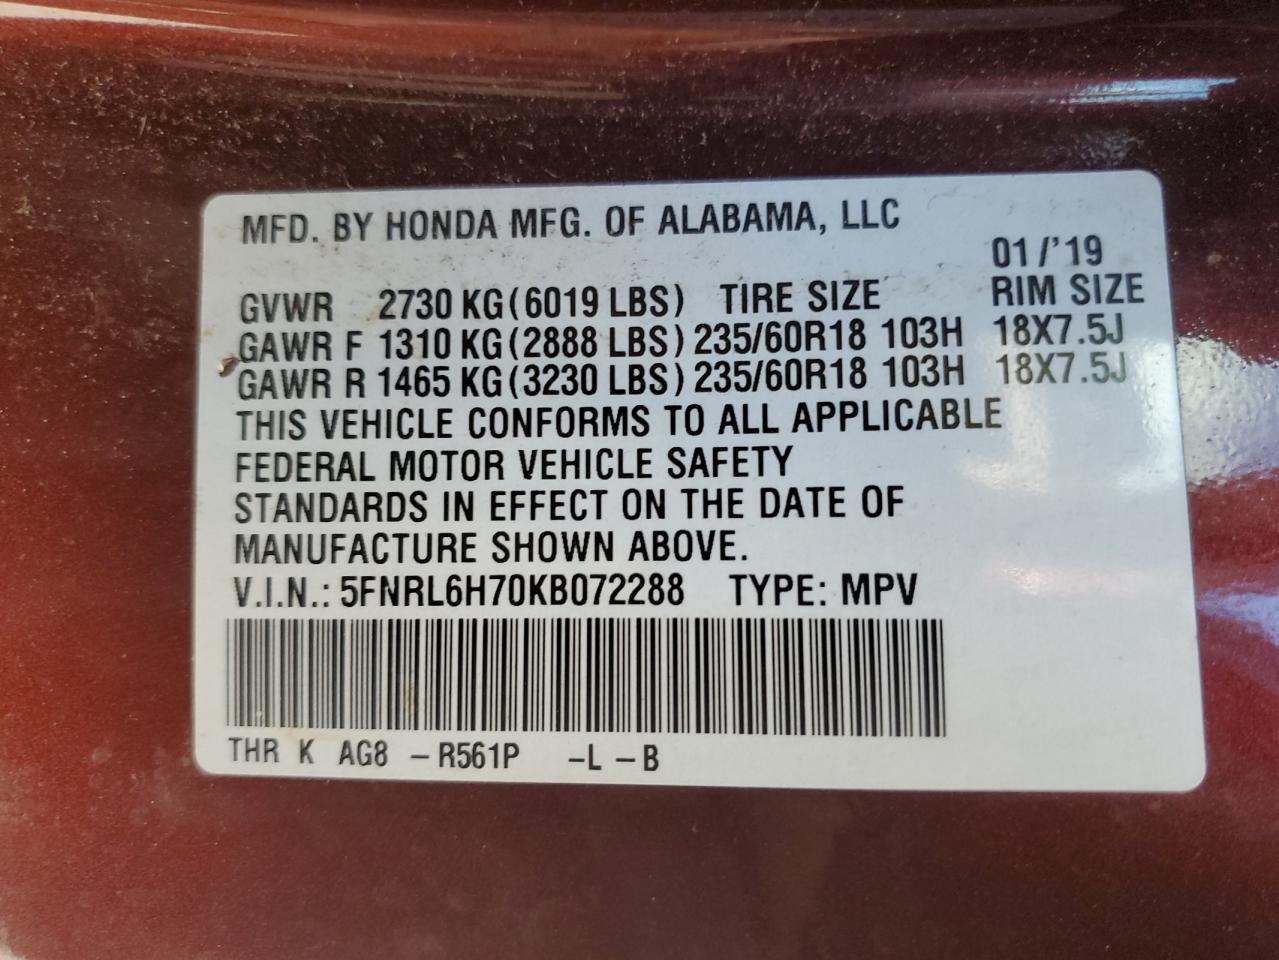 MFD. BY HONDA MFG. OF ALABAMA, LLC
01/'19
GVWR 2730 KG (6019 LBS) TIRE SIZE RIM SIZE
GAWR F 1310 KG (2888 LBS) 235/60R18 103H 18X7.5J
GAWR R 1465 KG (3230 LBS) 235/60R18 103H 18X7.5J
THIS VEHICLE CONFORMS TO ALL APPLICABLE
FEDERAL MOTOR VEHICLE SAFETY
STANDARDS IN EFFECT ON THE DATE OF
MANUFACTURE SHOWN ABOVE.
V.I.N.: 5FNRL6H70KB072288 TYPE: MPV
THR K AG8 – R561P –L – B